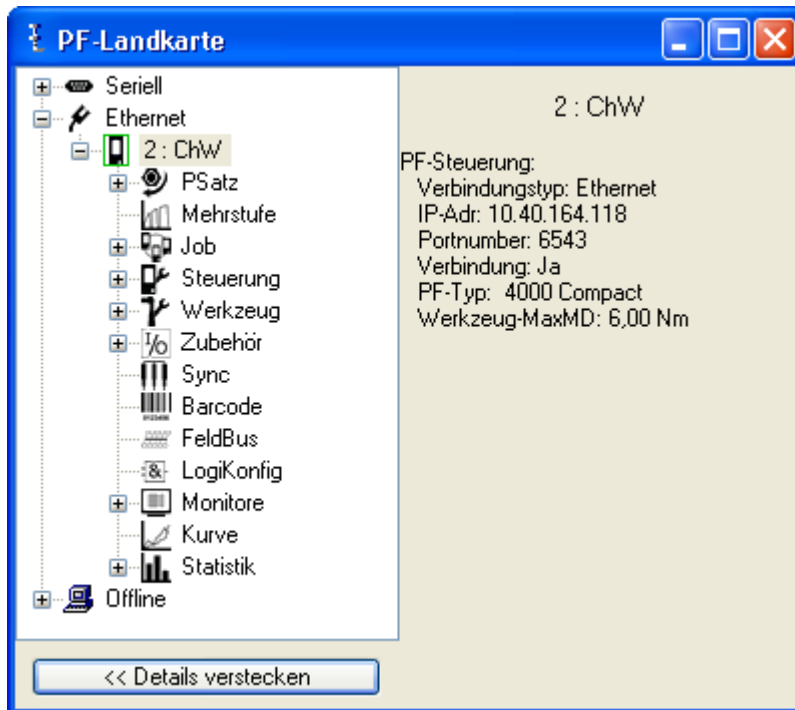 PF-Landkarte
Seriell
Ethernet
2 : ChW
PSatz
Mehrstufe
Job
Steuerung
Werkzeug
Zubehör
Sync
Barcode
FeldBus
LogiKonfig
Monitore
Kurve
Statistik
Offline
<< Details verstecken
2 : ChW
PF-Steuerung:
Verbindungstyp: Ethernet
IP-Adr: 10.40.164.118
Portnumber: 6543
Verbindung: Ja
PF-Typ: 4000 Compact
Werkzeug-MaxMD: 6,00 Nm